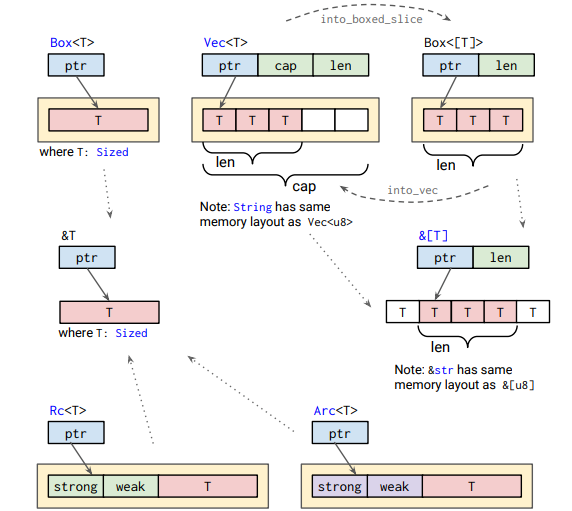 into_boxed_slice
Box<T>
Vec<T>
Box<[T]>
ptr
ptr cap len
ptr len
T
T T T
T T T
where T: Sized
len
len
cap
into_vec
Note: String has same
memory layout as Vec<u8>
&T
&[T]
ptr
ptr len
T
T T T T T
where T: Sized
len
Note: &str has same
memory layout as &[u8]
Rc<T>
Arc<T>
ptr
ptr
strong weak T
strong weak T